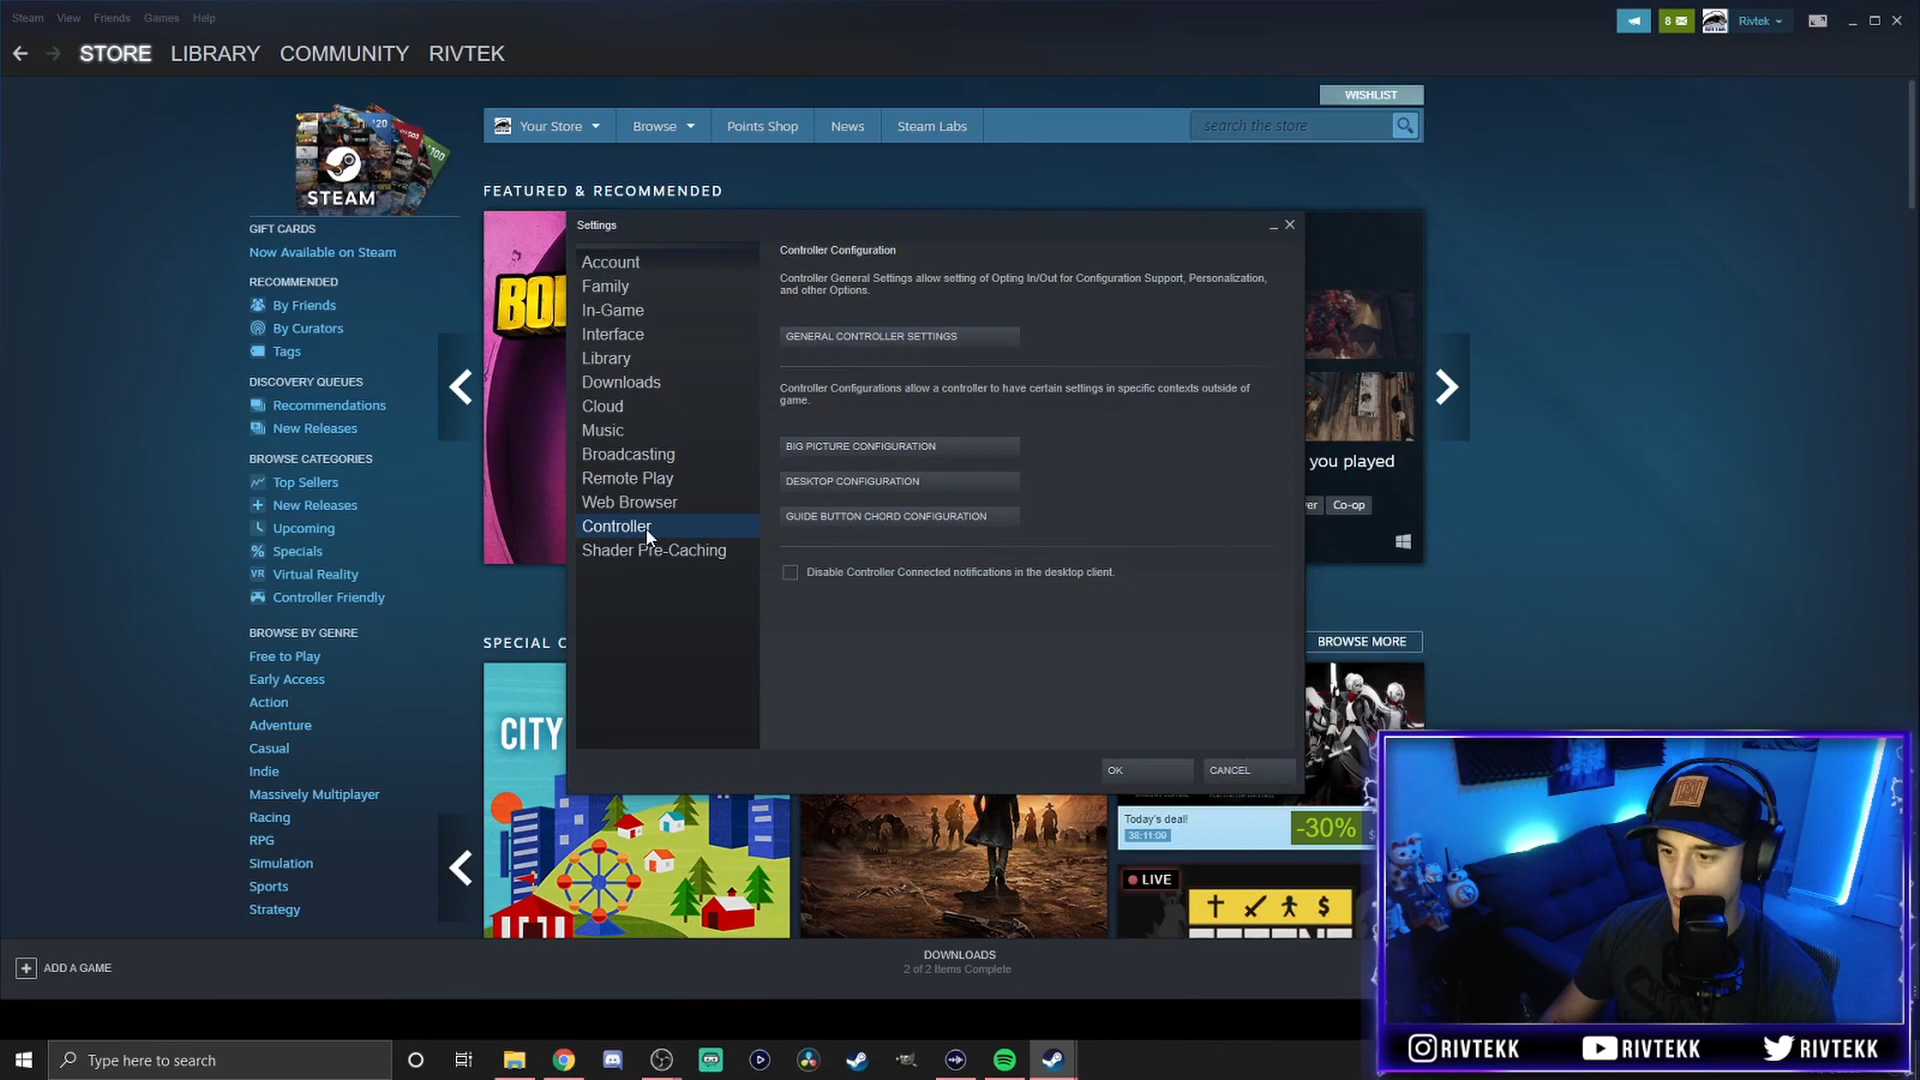 Steam View Friends Games Help
8
Rivtek
STORE LIBRARY COMMUNITY RIVTEK
WISHLIST
Your Store Browse Points Shop News Steam Labs
search the store
$20
$50
$100
STEAM
GIFT CARDS
Now Available on Steam
RECOMMENDED
By Friends
By Curators
Tags
DISCOVERY QUEUES
Recommendations
New Releases
BROWSE CATEGORIES
Top Sellers
New Releases
Upcoming
Specials
VR Virtual Reality
Controller Friendly
BROWSE BY GENRE
Free to Play
Early Access
Action
Adventure
Casual
Indie
Massively Multiplayer
Racing
RPG
Simulation
Sports
Strategy
FEATURED & RECOMMENDED
Settings
Account
Family
In-Game
Interface
Library
Downloads
Cloud
Music
Broadcasting
Remote Play
Web Browser
Controller
Shader Pre-Caching
Controller Configuration
Controller General Settings allow setting of Opting In/Out for Configuration Support, Personalization,
and other Options.
GENERAL CONTROLLER SETTINGS
Controller Configurations allow a controller to have certain settings in specific contexts outside of
game.
BIG PICTURE CONFIGURATION
DESKTOP CONFIGURATION
GUIDE BUTTON CHORD CONFIGURATION
Disable Controller Connected notifications in the desktop client.
OK CANCEL
you played
Co-op
SPECIAL
BROWSE MORE
CITY
Today's deal!
38:11:09
-30%
LIVE
ADD A GAME
DOWNLOADS
2 of 2 Items Complete
Type here to search
RIVTEKK RIVTEKK RIVTEKK